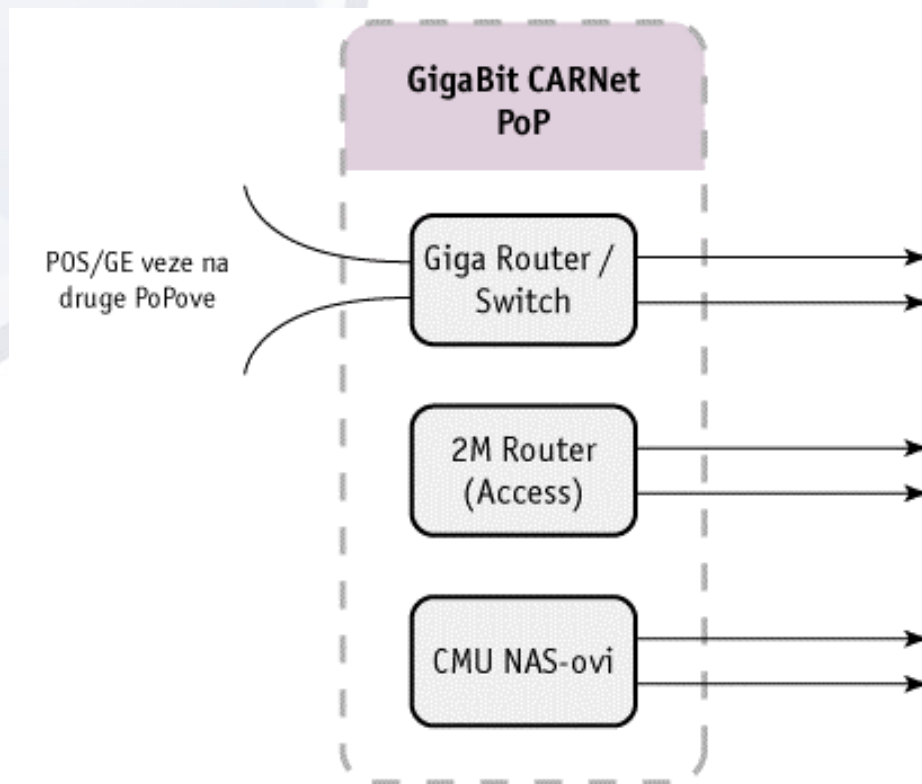 GigaBit CARNet
PoP
POS/GE veze na
druge PoPove
Giga Router /
Switch
2M Router
(Access)
CMU NAS-ovi